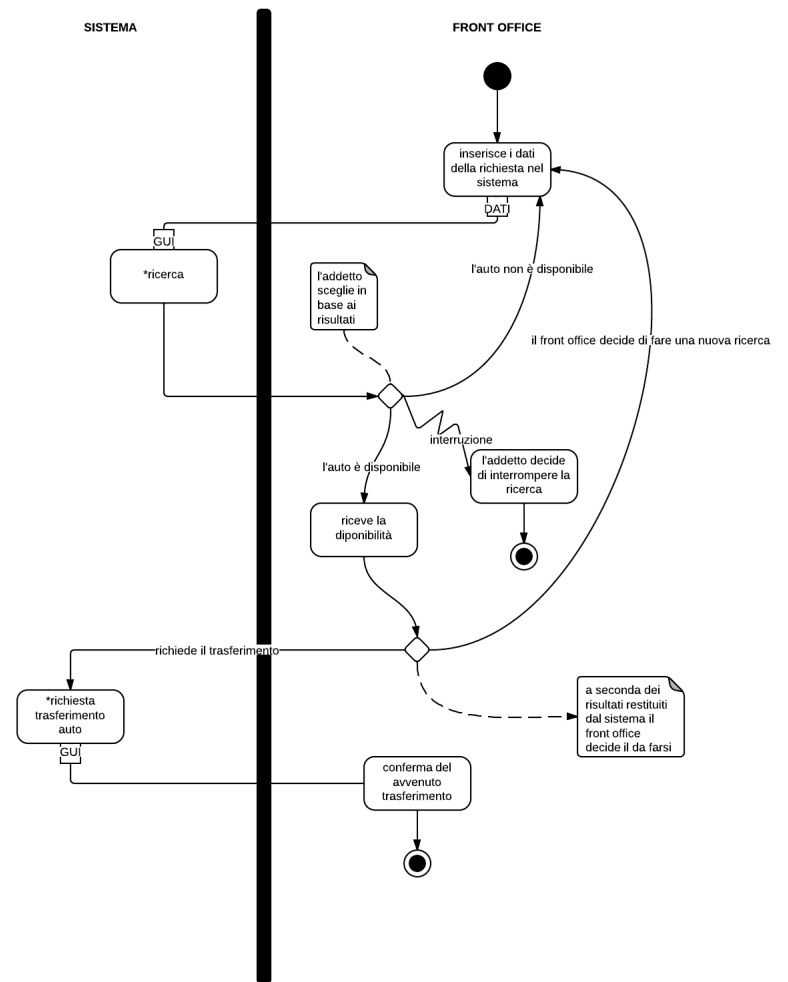 SISTEMA
FRONT OFFICE
inserisce i dati
della richiesta nel
sistema
DATI
GUI
*ricerca
l'addetto
sceglie in
base ai
risultati
l'auto non è disponibile
il front office decide di fare una nuova ricerca
interruzione
l'auto è disponibile
l'addetto decide
di interrompere la
ricerca
riceve la
diponibilità
richiede il trasferimento
*richiesta
trasferimento
auto
GUI
a seconda dei
risultati restituiti
dal sistema il
front office
decide il da farsi
conferma del
avvenuto
trasferimento